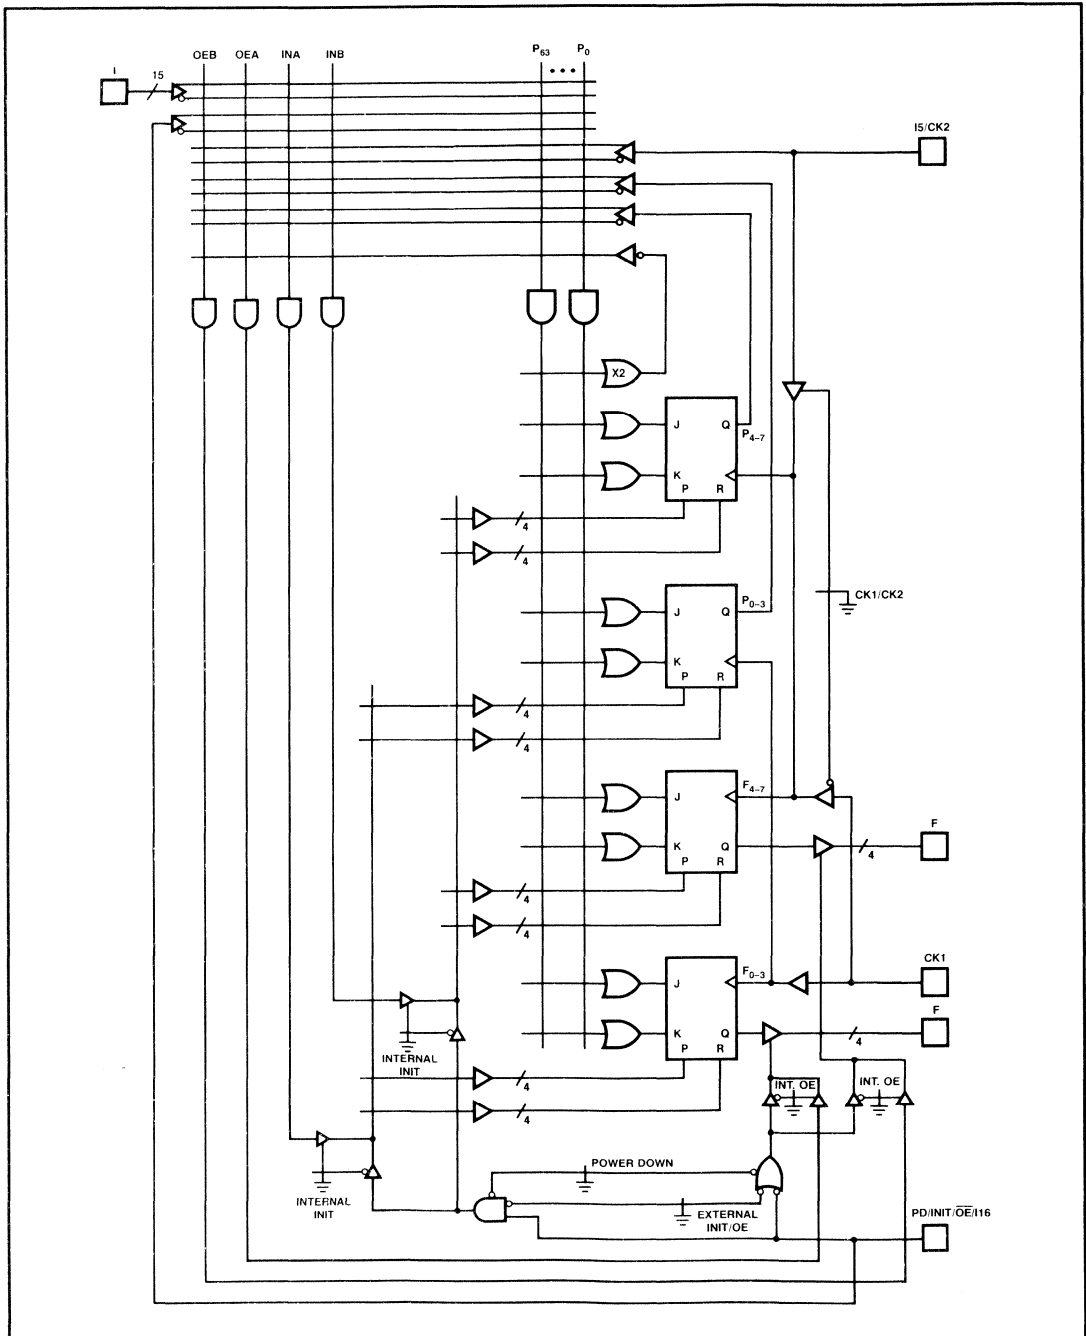 OEB OEA INA INB P63 ••• P0
I
15
I5/CK2
X2
J Q
P4–7
K
P R
4
4
J Q
P0–3
CK1/CK2
K
P R
4
4
J
F4–7
K Q
P R
F
4
4
4
J
F0–3
CK1
K Q
P R
F
4
INTERNAL
INIT
4
4
INT. OE
INT. OE
INTERNAL
INIT
POWER DOWN
EXTERNAL
INIT/OE
PD/INIT/O̅E̅/I16